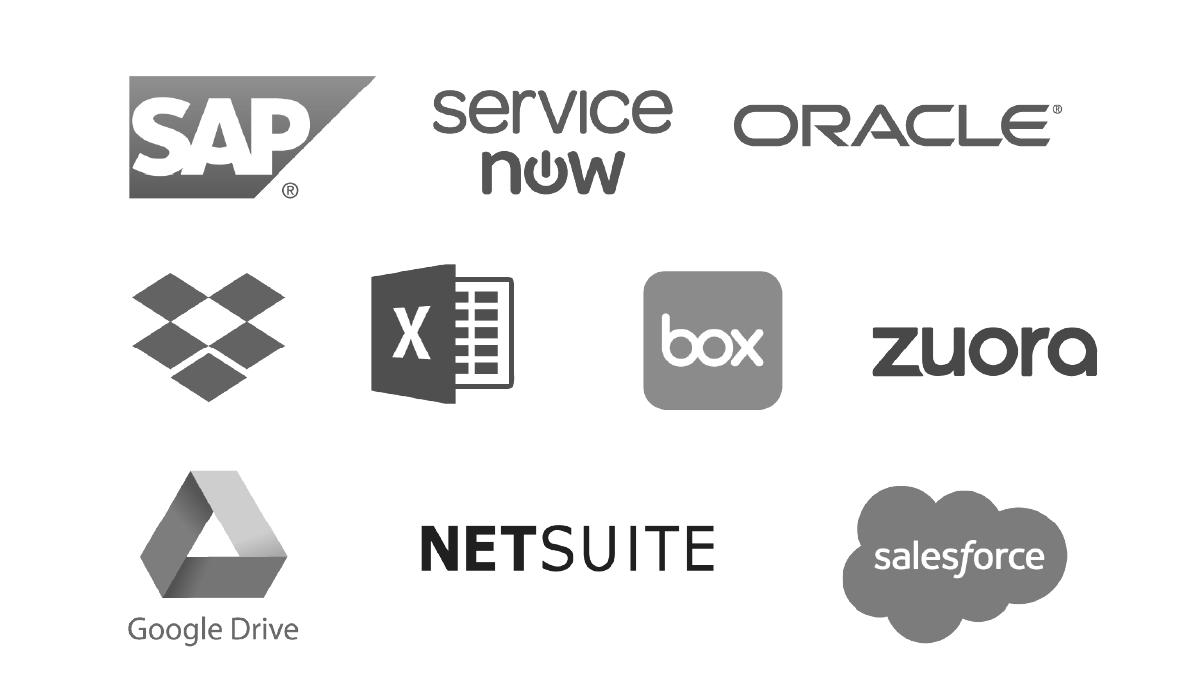 SAP
®
service
now
ORACLE®
X
box
zuora
Google Drive
NETSUITE
salesforce